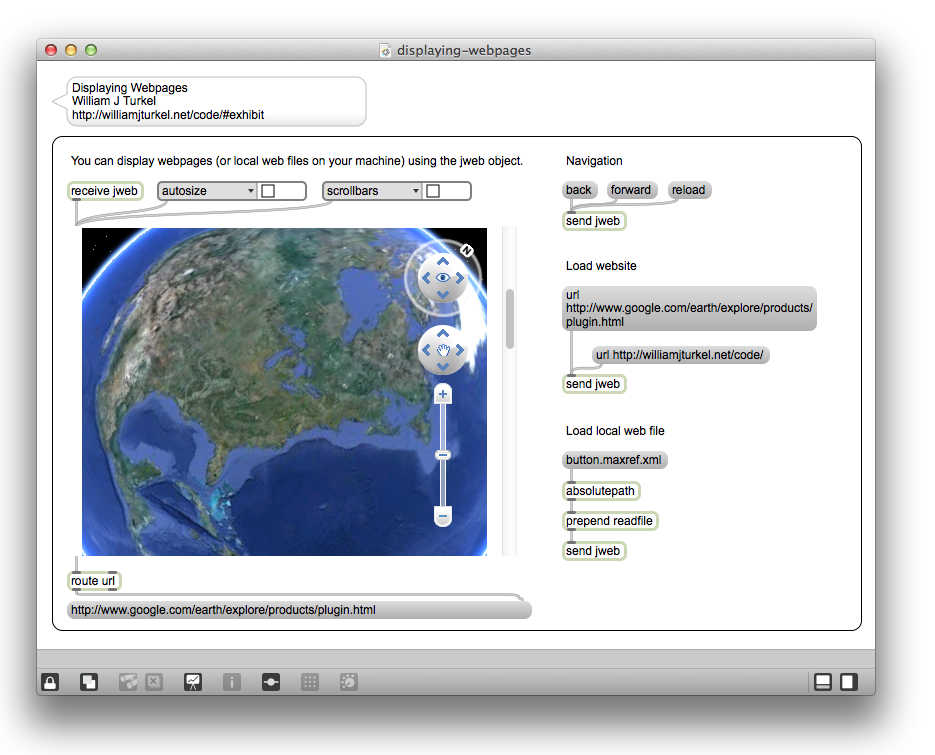 displaying-webpages
Displaying Webpages
William J Turkel
http://williamjturkel.net/code/#exhibit
You can display webpages (or local web files on your machine) using the jweb object.
receive jweb
autosize
scrollbars
N
route url
http://www.google.com/earth/explore/products/plugin.html
Navigation
back
forward
reload
send jweb
Load website
url
http://www.google.com/earth/explore/products/
plugin.html
url http://williamjturkel.net/code/
send jweb
Load local web file
button.maxref.xml
absolutepath
prepend readfile
send jweb